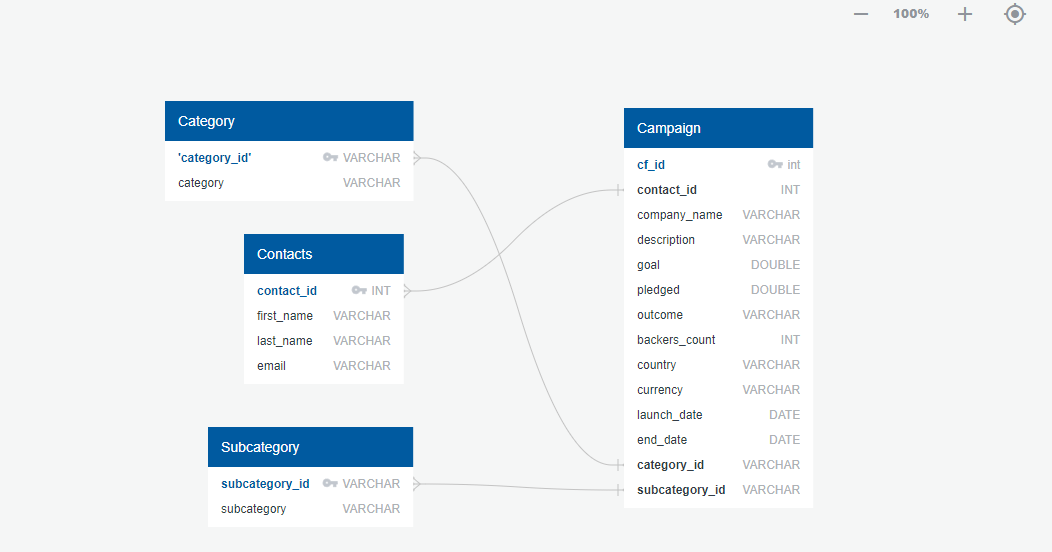 100%
Category
'category_id' VARCHAR
category VARCHAR
Contacts
contact_id INT
first_name VARCHAR
last_name VARCHAR
email VARCHAR
Subcategory
subcategory_id VARCHAR
subcategory VARCHAR
Campaign
cf_id int
contact_id INT
company_name VARCHAR
description VARCHAR
goal DOUBLE
pledged DOUBLE
outcome VARCHAR
backers_count INT
country VARCHAR
currency VARCHAR
launch_date DATE
end_date DATE
category_id VARCHAR
subcategory_id VARCHAR